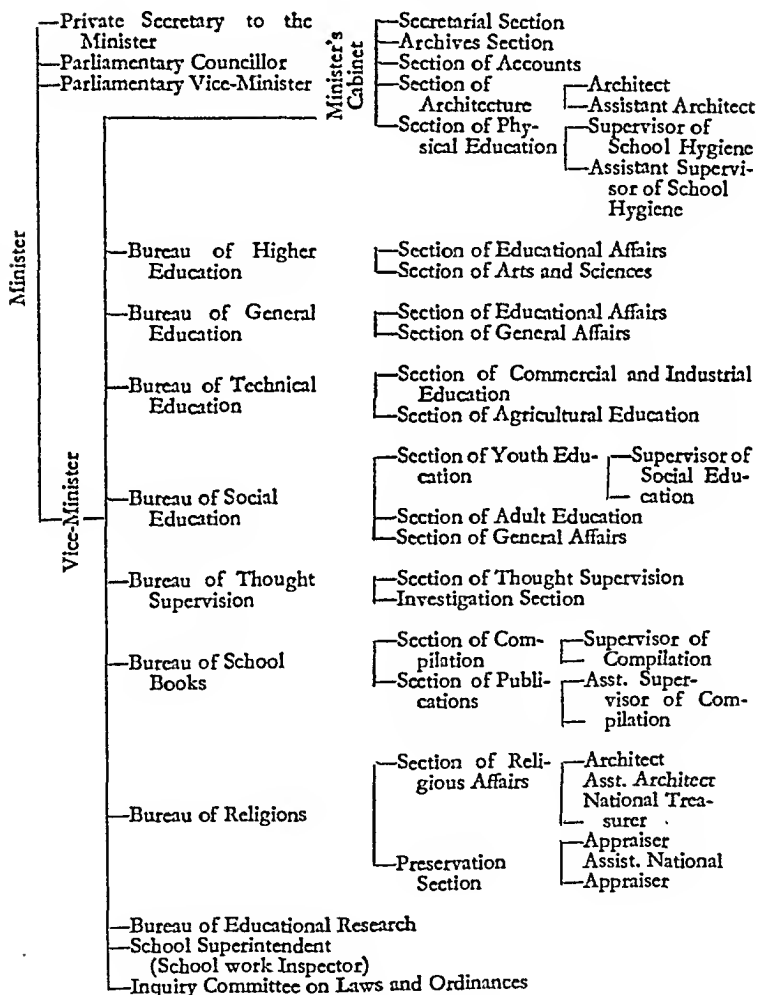 Private Secretary to the
Minister
Parliamentary Councillor
Parliamentary Vice-Minister
Minister's
Cabinet
Secretarial Section
Archives Section
Section of Accounts
Section of
Architecture
Architect
Assistant Architect
Section of Phy-
sical Education
Supervisor of
School Hygiene
Assistant Supervi-
sor of School
Hygiene
Minister
Vice-Minister
Bureau of Higher
Education
Section of Educational Affairs
Section of Arts and Sciences
Bureau of General
Education
Section of Educational Affairs
Section of General Affairs
Bureau of Technical
Education
Section of Commercial and Industrial
Education
Section of Agricultural Education
Bureau of Social
Education
Section of Youth Edu-
cation
Supervisor of
Social Edu-
cation
Section of Adult Education
Section of General Affairs
Bureau of Thought
Supervision
Section of Thought Supervision
Investigation Section
Bureau of School
Books
Section of Com-
pilation
Supervisor of
Compilation
Section of Publi-
cations
Asst. Super-
visor of Com-
pilation
Bureau of Religions
Section of Reli-
gious Affairs
Architect
Asst. Architect
National Trea-
surer
Preservation
Section
Appraiser
Assist. National
Appraiser
Bureau of Educational Research
School Superintendent
(School work Inspector)
Inquiry Committee on Laws and Ordinances